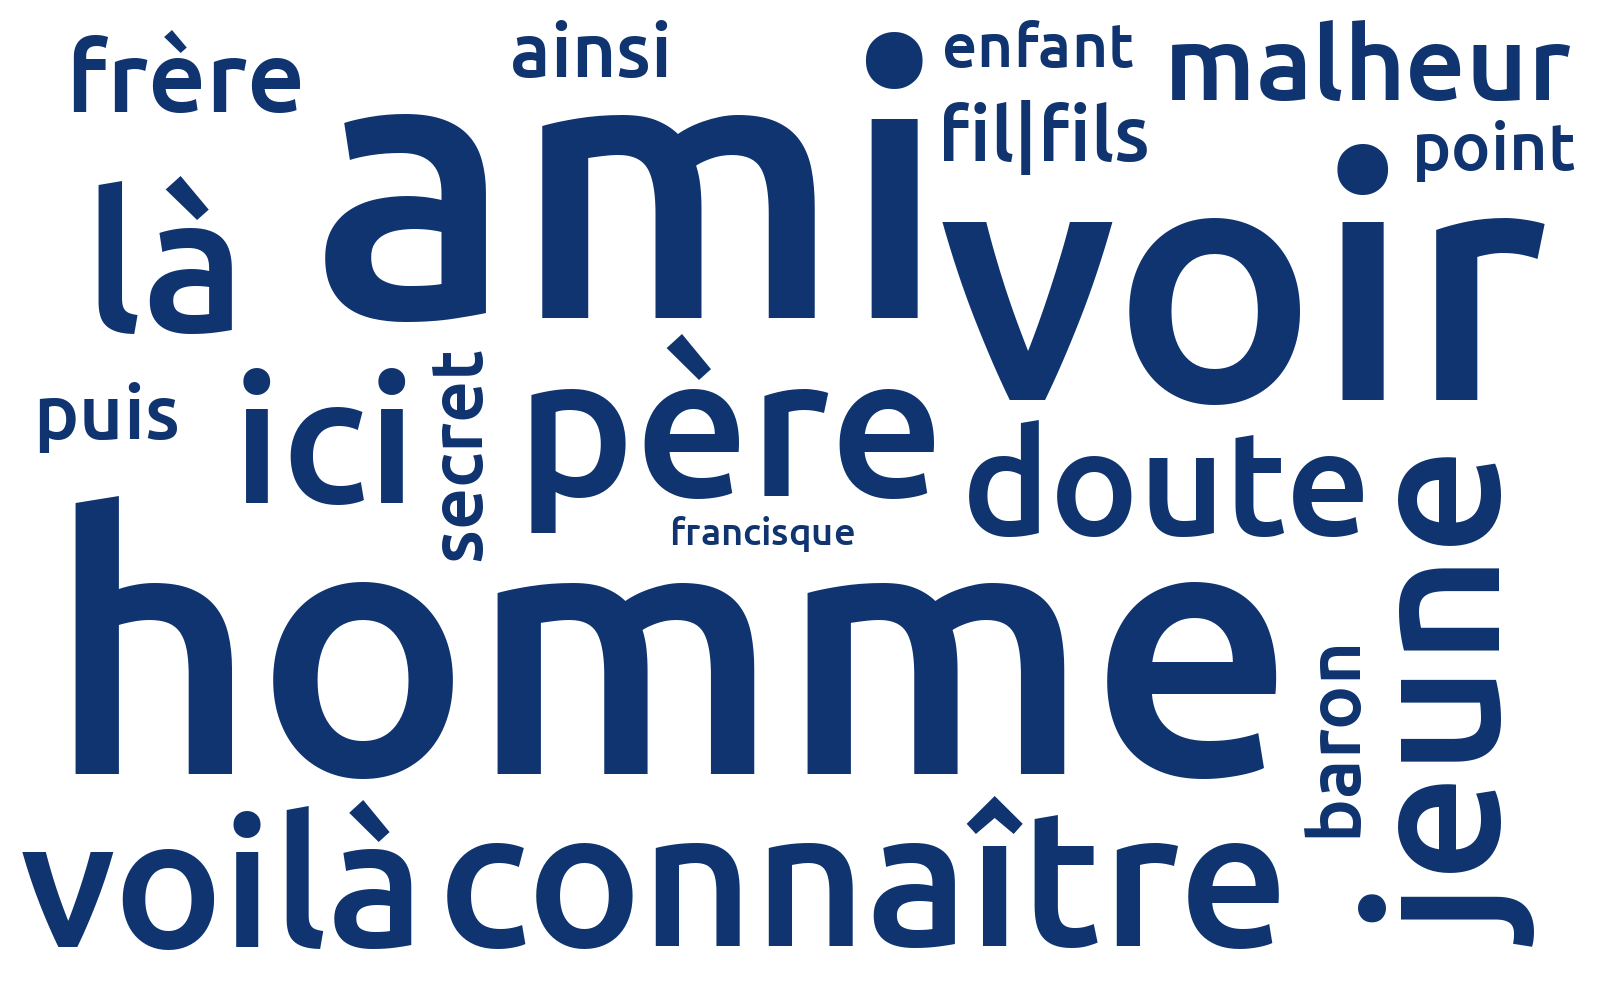 frère
ainsi
enfant
malheur
ami
fil|fils
point
là
voir
puis
ici
secret
père
doute
francisque
homme
jeune
baron
voilà
connaître